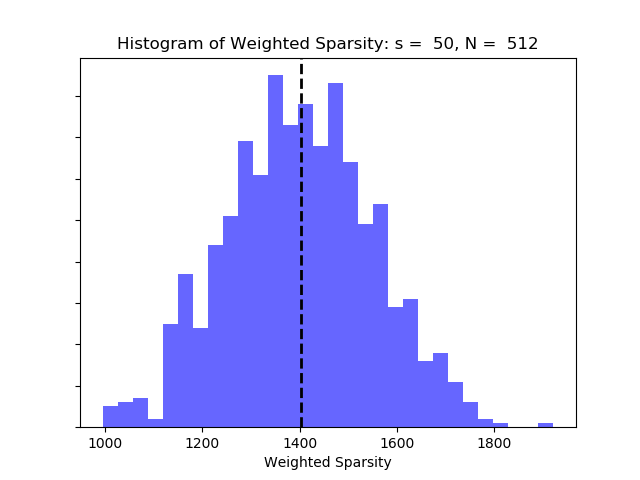 Histogram of Weighted Sparsity: s =  50, N =  512
1000 1200 1400 1600 1800
Weighted Sparsity